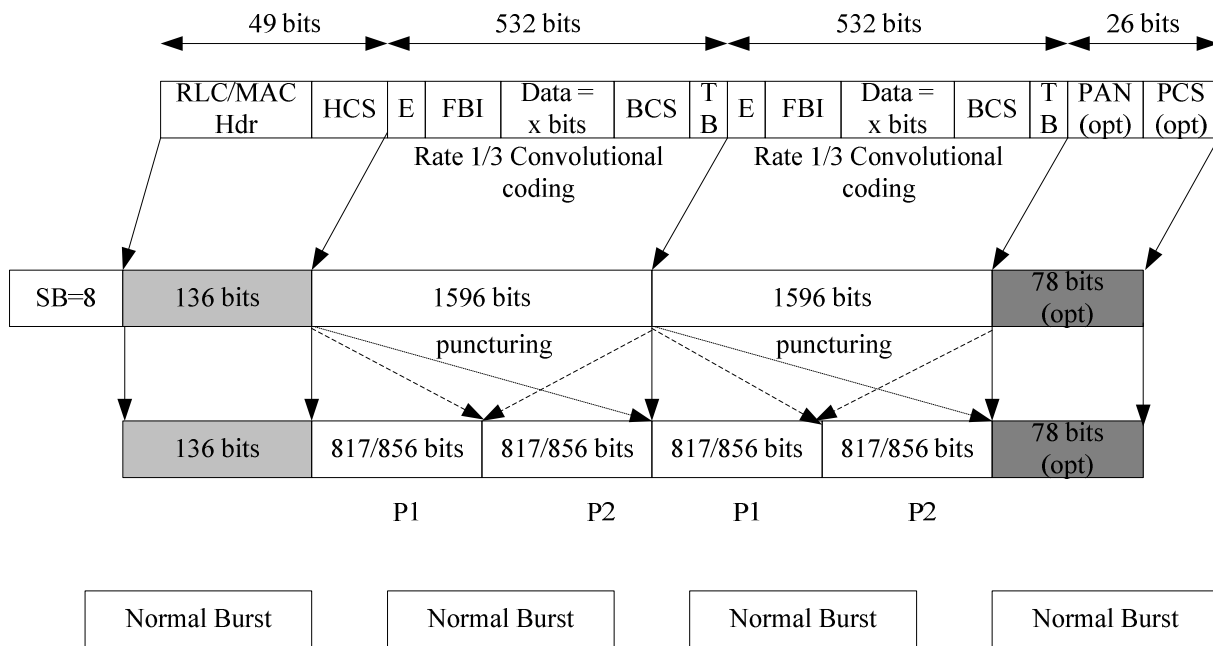 49 bits
532 bits
532 bits
26 bits
RLC/MAC
Hdr
HCS
E
FBI
Data =
x bits
BCS
T
B
E
FBI
Data =
x bits
BCS
T
B
PAN
(opt)
PCS
(opt)
Rate 1/3 Convolutional
coding
Rate 1/3 Convolutional
coding
SB=8
136 bits
1596 bits
1596 bits
78 bits
(opt)
puncturing
puncturing
136 bits
817/856 bits
817/856 bits
817/856 bits
817/856 bits
78 bits
(opt)
P1
P2
P1
P2
Normal Burst
Normal Burst
Normal Burst
Normal Burst